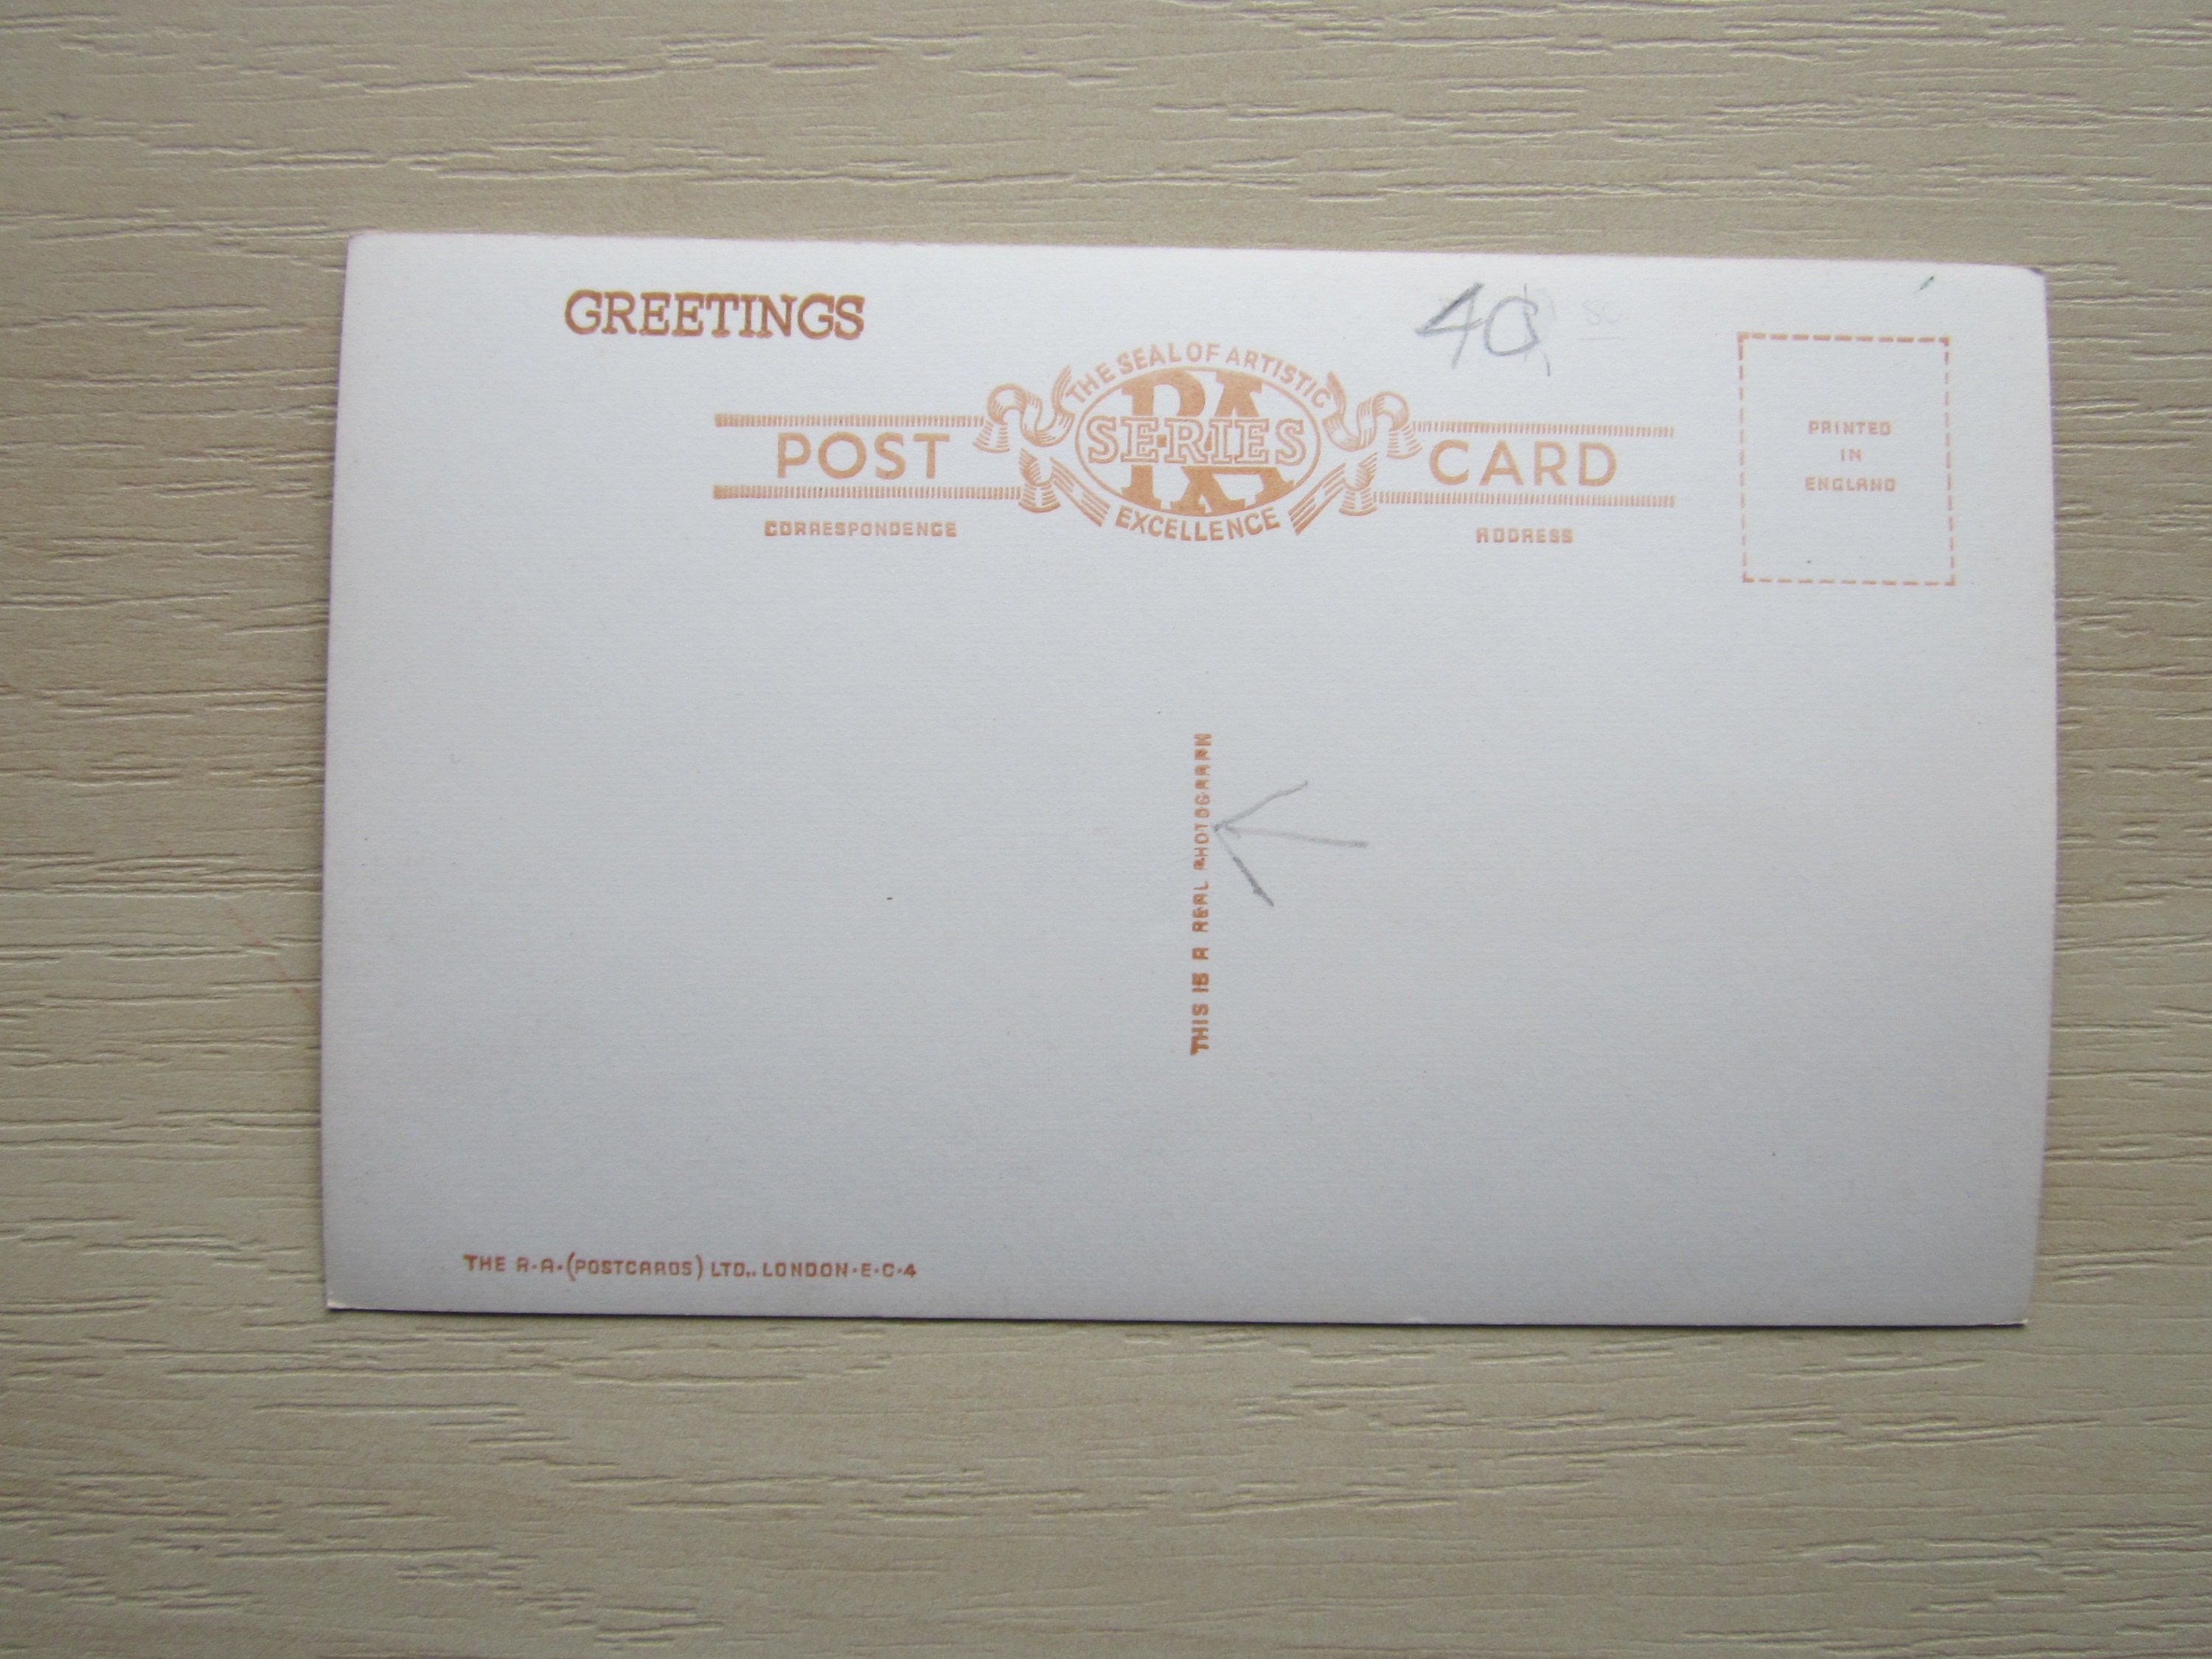 GREETINGS
40
THE SEAL OF ARTISTIC
RA
SERIES
EXCELLENCE
POST CARD
CORRESPONDENCE
ADDRESS
PRINTED
IN
ENGLAND
THIS IS A REAL PHOTOGRAPH
THE R·A·(POSTCARDS) LTD., LONDON·E·C·4